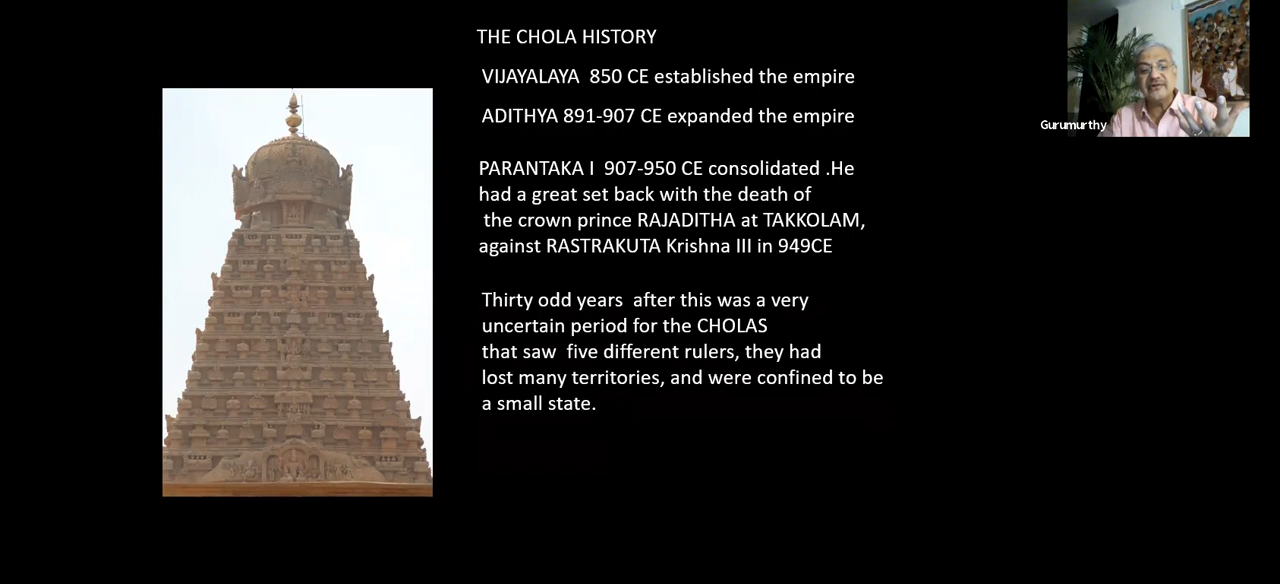 THE CHOLA HISTORY
VIJAYALAYA  850 CE established the empire
ADITHYA 891-907 CE expanded the empire
PARANTAKA I  907-950 CE consolidated .He
had a great set back with the death of
the crown prince RAJADITHA at TAKKOLAM,
against RASTRAKUTA Krishna III in 949CE
Thirty odd years  after this was a very
uncertain period for the CHOLAS
that saw  five different rulers, they had
lost many territories, and were confined to be
a small state.
Gurumurthy